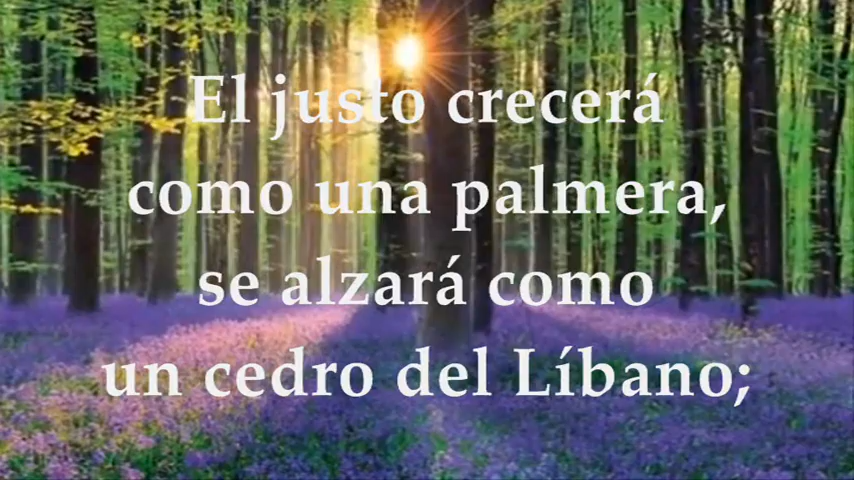 El justo crecerá
como una palmera,
se alzará como
un cedro del Líbano;